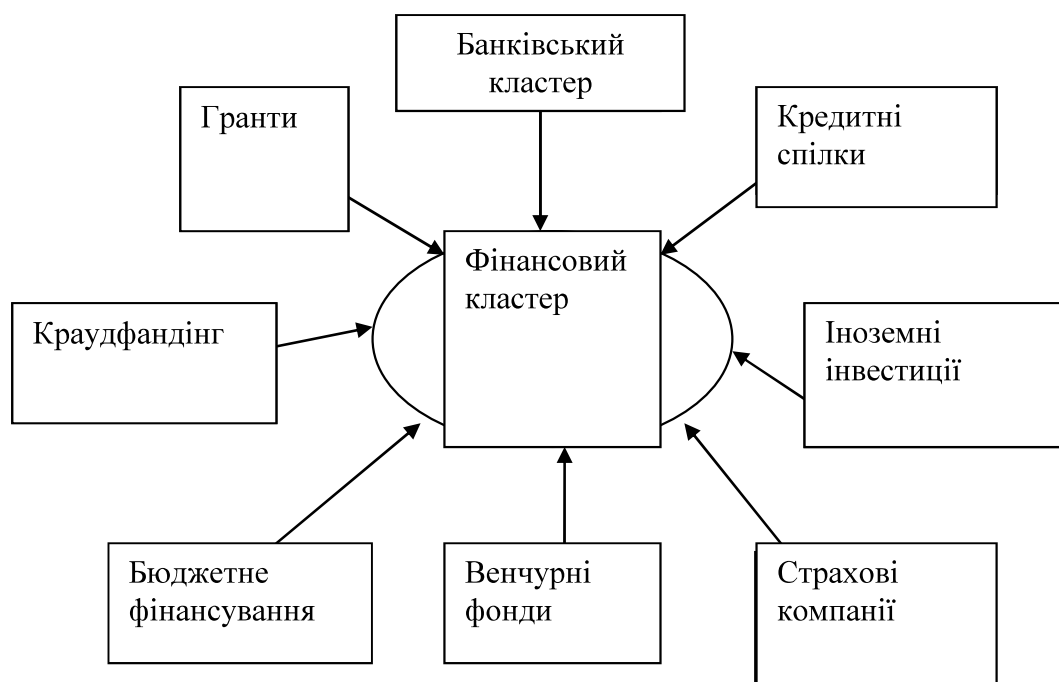 Банківський
кластер
Гранти
Кредитні
спілки
Фінансовий
кластер
Краудфандінг
Іноземні
інвестиції
Бюджетне
фінансування
Венчурні
фонди
Страхові
компанії